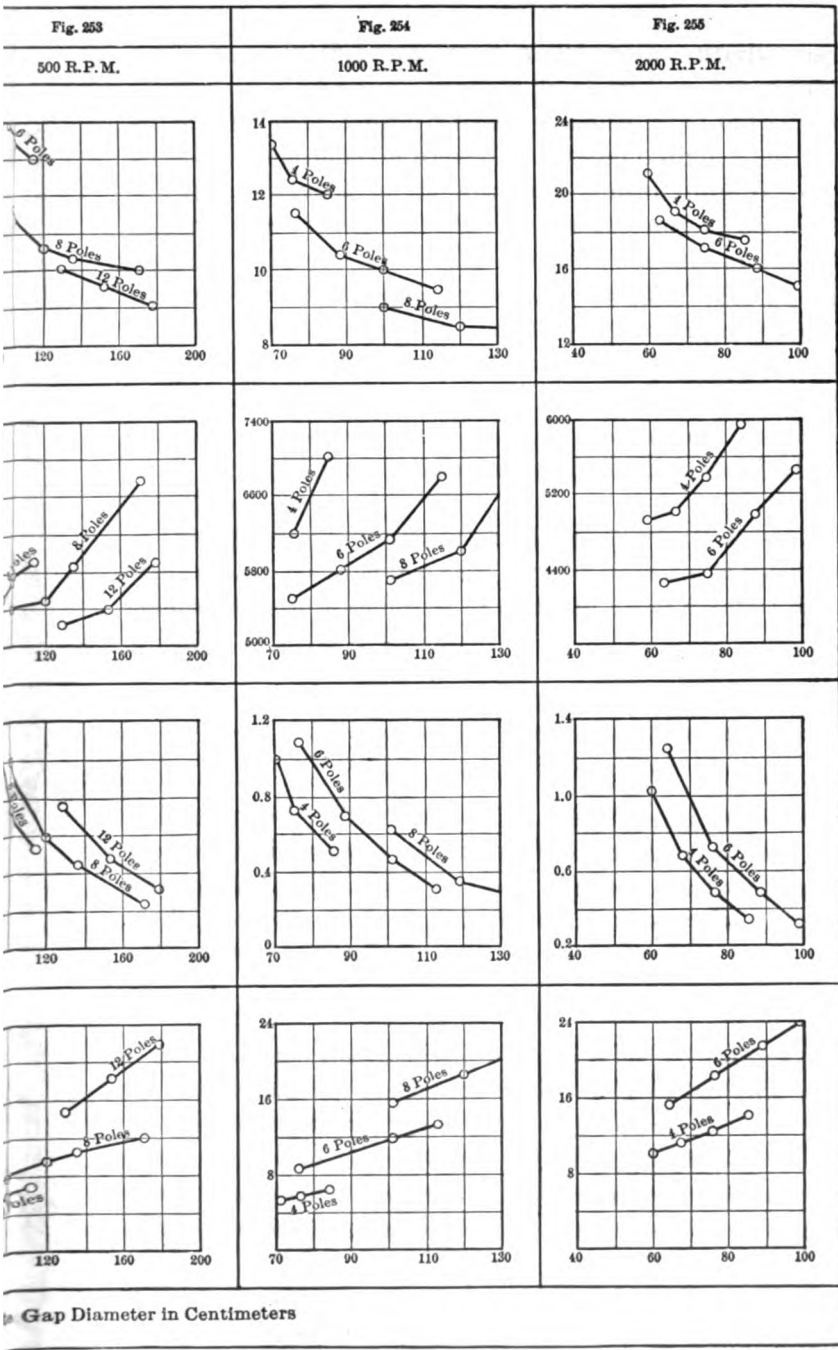 Fig. 253
Fig. 254
Fig. 255
500 R.P.M.
1000 R.P.M.
2000 R.P.M.
6 Poles
8 Poles
12 Poles
120 160 200
14
12
10
8
4 Poles
6 Poles
8 Poles
70 90 110 130
24
20
16
12
4 Poles
6 Poles
40 60 80 100
8 Poles
12 Poles
120 160 200
7400
6600
5800
5000
4 Poles
6 Poles
8 Poles
70 90 110 130
6000
5200
4400
4 Poles
6 Poles
40 60 80 100
Poles
12 Poles
8 Poles
120 160 200
1.2
0.8
0.4
0
6 Poles
4 Poles
8 Poles
70 90 110 130
1.4
1.0
0.6
0.2
4 Poles
6 Poles
40 60 80 100
12 Poles
8 Poles
120 160 200
24
16
8
8 Poles
6 Poles
4 Poles
70 90 110 130
24
16
8
6 Poles
4 Poles
40 60 80 100
Gap Diameter in Centimeters